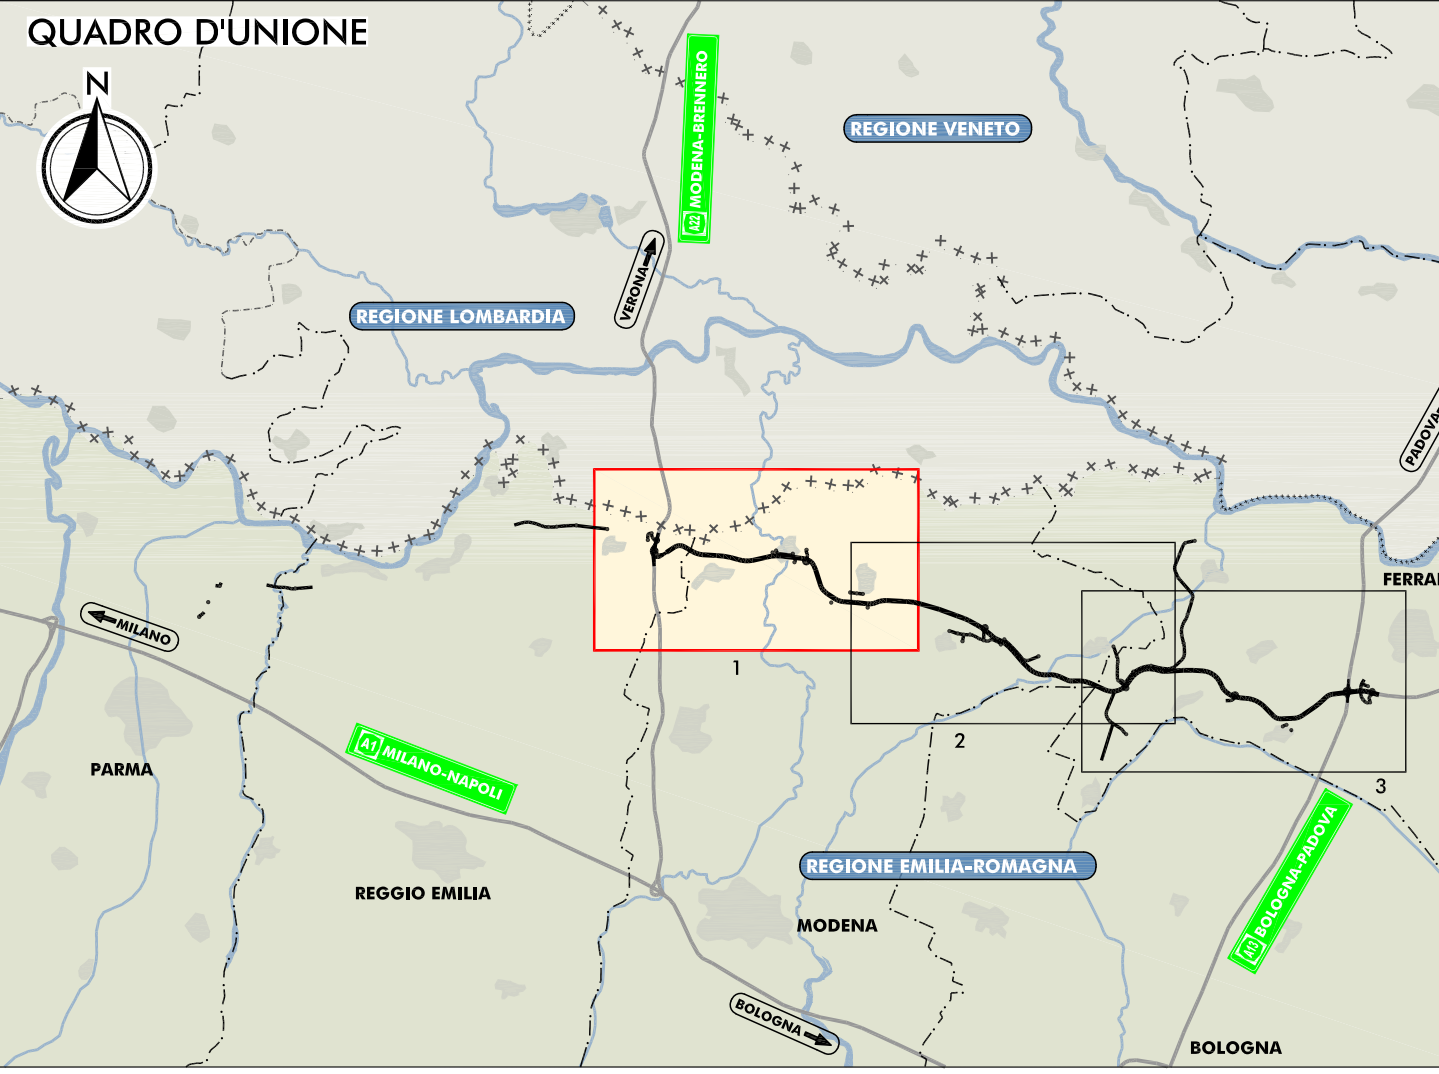 QUADRO D'UNIONE
N
A22 MODENA-BRENNERO
REGIONE VENETO
VERONA
REGIONE LOMBARDIA
PADOVA
FERRA
MILANO
1
2
3
PARMA
A1 MILANO-NAPOLI
REGIONE EMILIA-ROMAGNA
A13 BOLOGNA-PADOVA
REGGIO EMILIA
MODENA
BOLOGNA
BOLOGNA